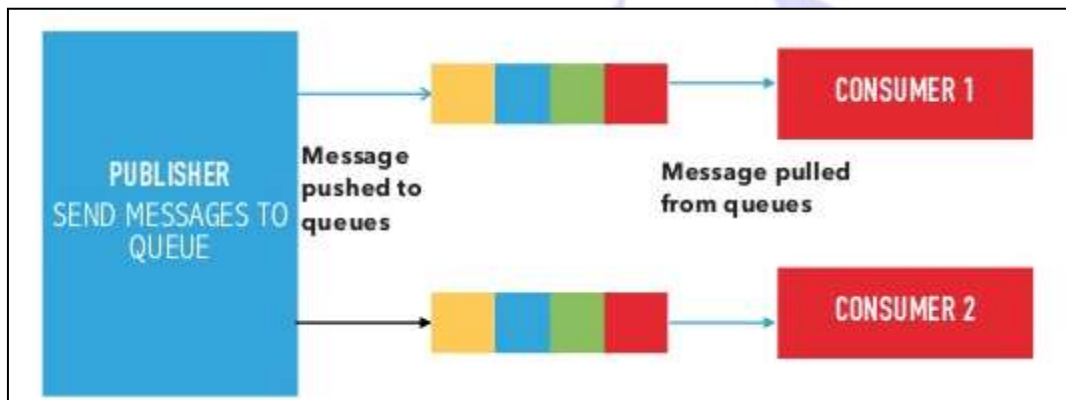 PUBLISHER
SEND MESSAGES TO
QUEUE
Message
pushed to
queues
Message pulled
from queues
CONSUMER 1
CONSUMER 2